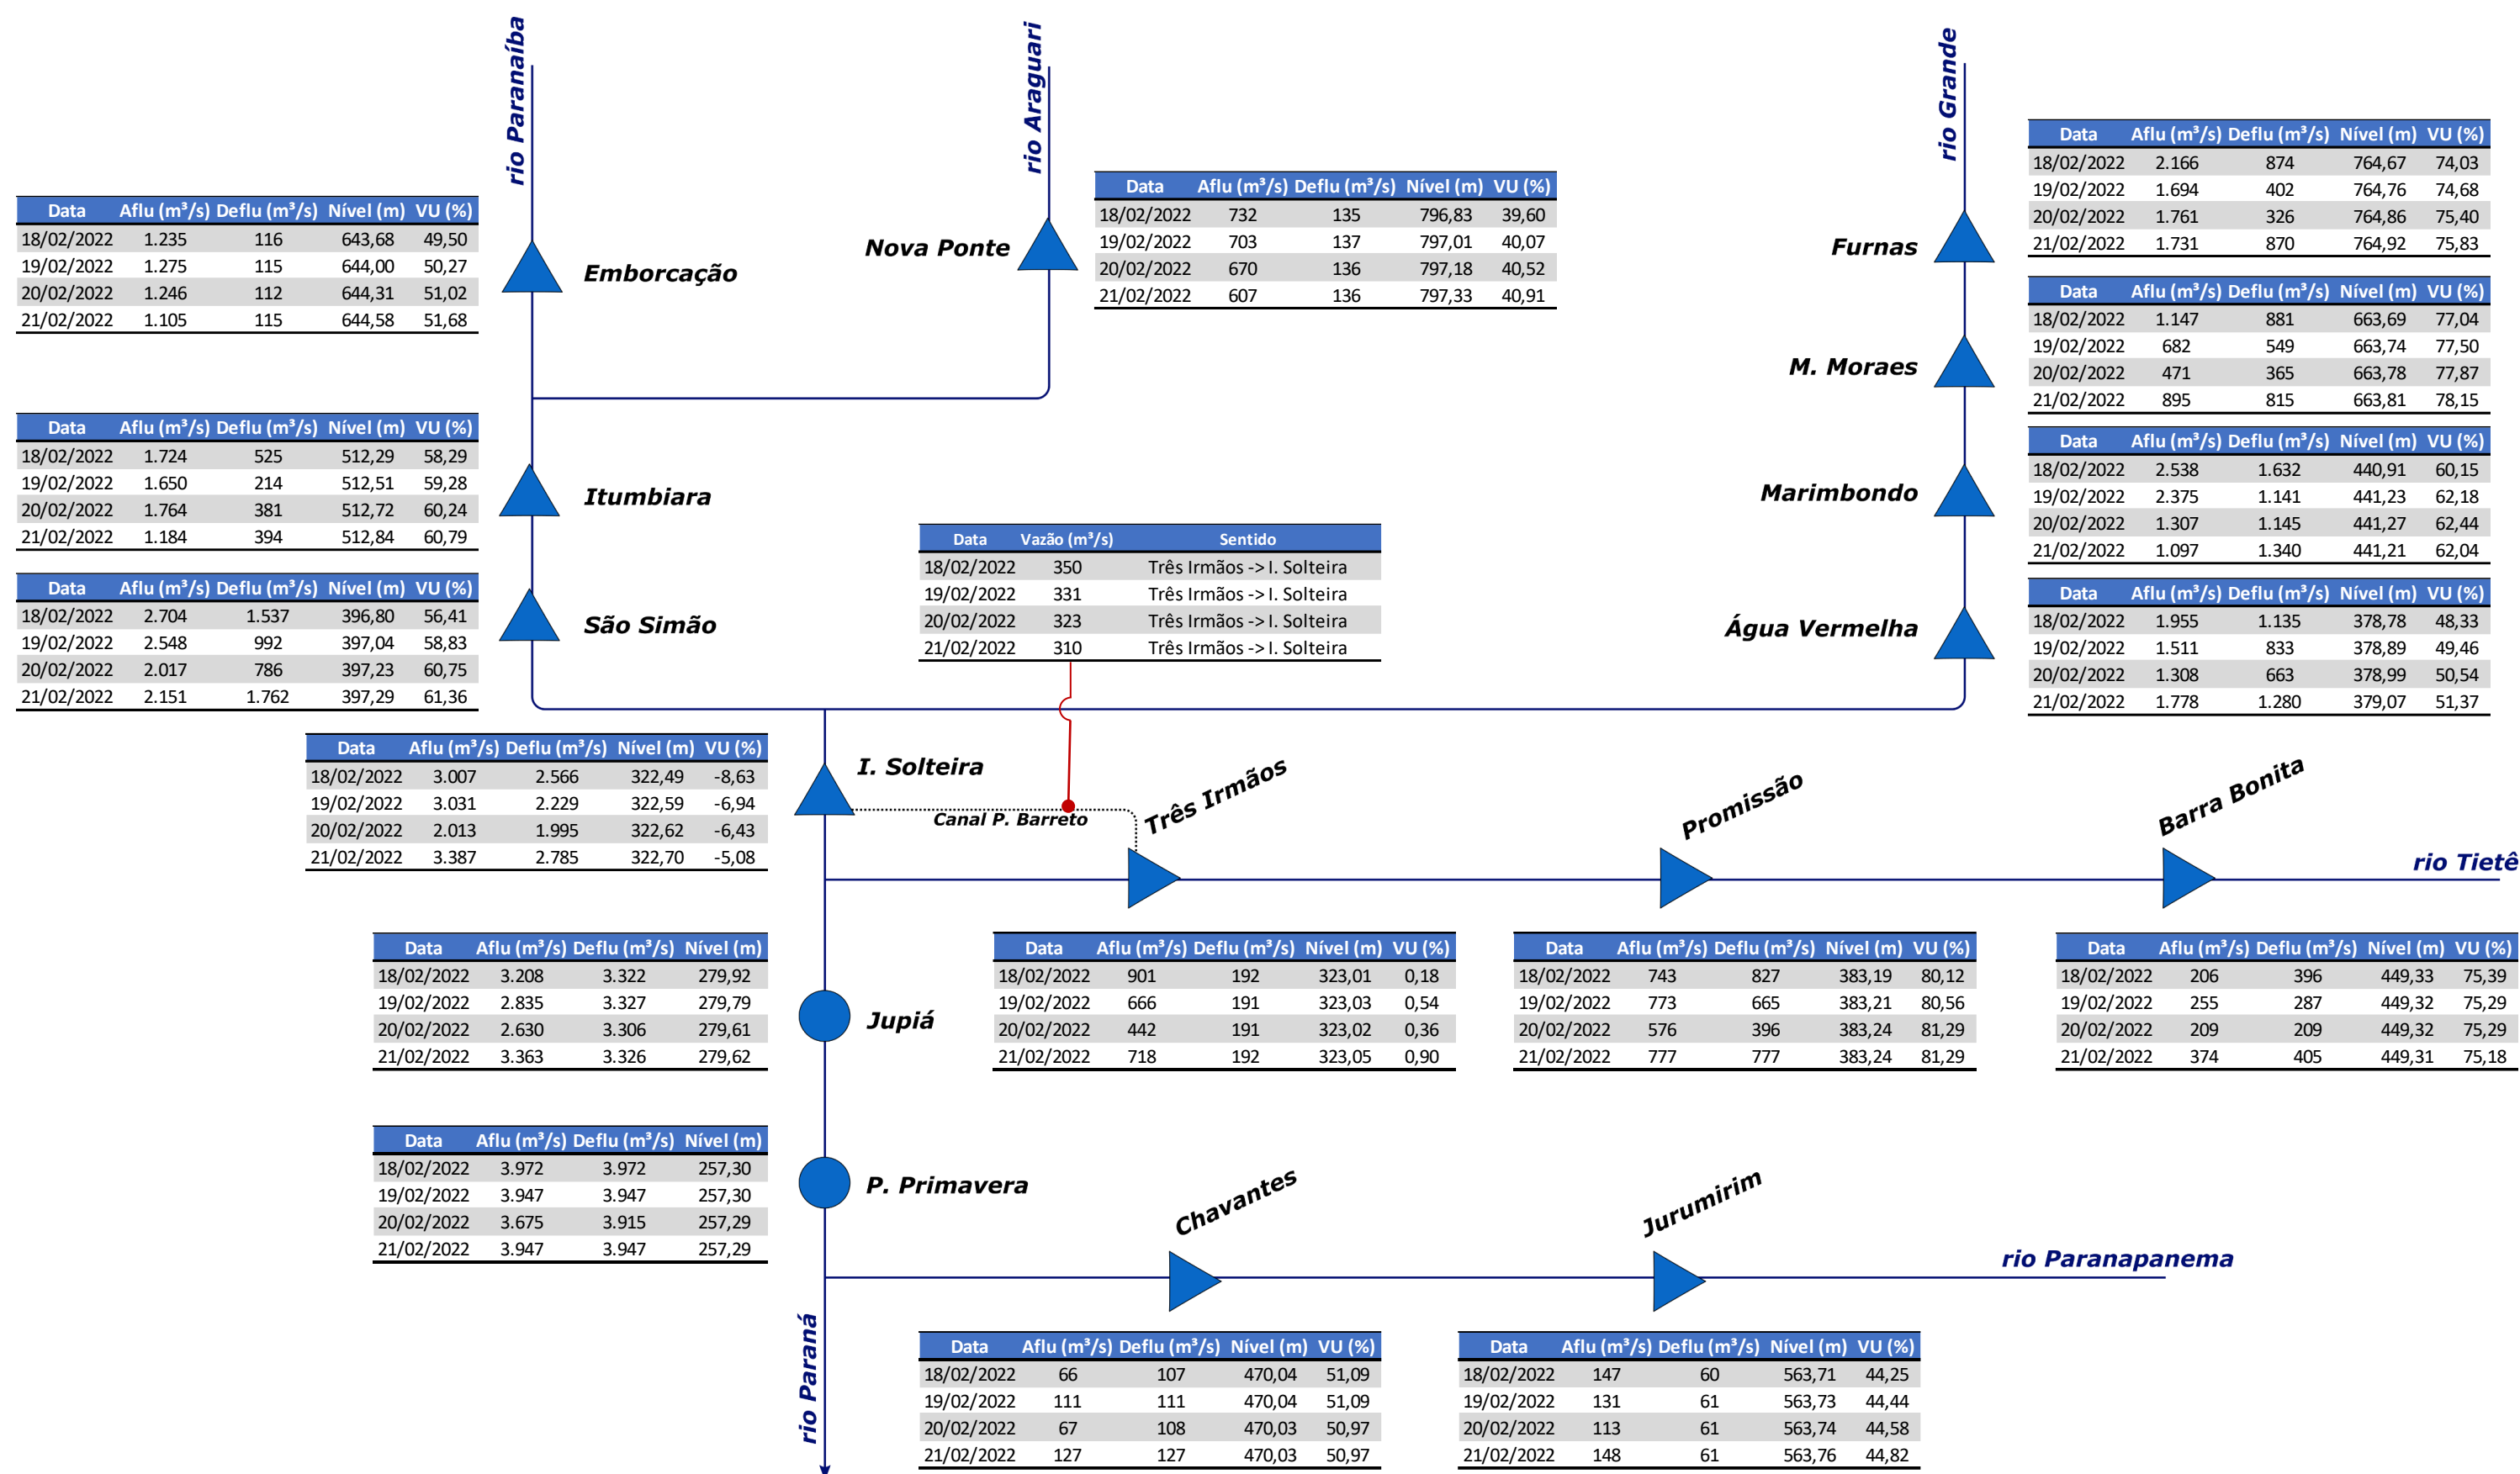 rio Paranaíba
rio Araguari
rio Grande
Data Aflu (m³/s) Deflu (m³/s) Nível (m) VU (%)
18/02/2022 1.235 116 643,68 49,50
19/02/2022 1.275 115 644,00 50,27
20/02/2022 1.246 112 644,31 51,02
21/02/2022 1.105 115 644,58 51,68
Emborcação
Nova Ponte
Data Aflu (m³/s) Deflu (m³/s) Nível (m) VU (%)
18/02/2022 732 135 796,83 39,60
19/02/2022 703 137 797,01 40,07
20/02/2022 670 136 797,18 40,52
21/02/2022 607 136 797,33 40,91
Furnas
Data Aflu (m³/s) Deflu (m³/s) Nível (m) VU (%)
18/02/2022 2.166 874 764,67 74,03
19/02/2022 1.694 402 764,76 74,68
20/02/2022 1.761 326 764,86 75,40
21/02/2022 1.731 870 764,92 75,83
M. Moraes
Data Aflu (m³/s) Deflu (m³/s) Nível (m) VU (%)
18/02/2022 1.147 881 663,69 77,04
19/02/2022 682 549 663,74 77,50
20/02/2022 471 365 663,78 77,87
21/02/2022 895 815 663,81 78,15
Data Aflu (m³/s) Deflu (m³/s) Nível (m) VU (%)
18/02/2022 1.724 525 512,29 58,29
19/02/2022 1.650 214 512,51 59,28
20/02/2022 1.764 381 512,72 60,24
21/02/2022 1.184 394 512,84 60,79
Itumbiara
Marimbondo
Data Aflu (m³/s) Deflu (m³/s) Nível (m) VU (%)
18/02/2022 2.538 1.632 440,91 60,15
19/02/2022 2.375 1.141 441,23 62,18
20/02/2022 1.307 1.145 441,27 62,44
21/02/2022 1.097 1.340 441,21 62,04
Data Vazão (m³/s) Sentido
18/02/2022 350 Três Irmãos -> I. Solteira
19/02/2022 331 Três Irmãos -> I. Solteira
20/02/2022 323 Três Irmãos -> I. Solteira
21/02/2022 310 Três Irmãos -> I. Solteira
Data Aflu (m³/s) Deflu (m³/s) Nível (m) VU (%)
18/02/2022 2.704 1.537 396,80 56,41
19/02/2022 2.548 992 397,04 58,83
20/02/2022 2.017 786 397,23 60,75
21/02/2022 2.151 1.762 397,29 61,36
São Simão
Água Vermelha
Data Aflu (m³/s) Deflu (m³/s) Nível (m) VU (%)
18/02/2022 1.955 1.135 378,78 48,33
19/02/2022 1.511 833 378,89 49,46
20/02/2022 1.308 663 378,99 50,54
21/02/2022 1.778 1.280 379,07 51,37
Data Aflu (m³/s) Deflu (m³/s) Nível (m) VU (%)
18/02/2022 3.007 2.566 322,49 -8,63
19/02/2022 3.031 2.229 322,59 -6,94
20/02/2022 2.013 1.995 322,62 -6,43
21/02/2022 3.387 2.785 322,70 -5,08
I. Solteira
Canal P. Barreto
Três Irmãos
Promissão
Barra Bonita
rio Tietê
Data Aflu (m³/s) Deflu (m³/s) Nível (m)
18/02/2022 3.208 3.322 279,92
19/02/2022 2.835 3.327 279,79
20/02/2022 2.630 3.306 279,61
21/02/2022 3.363 3.326 279,62
Jupiá
Data Aflu (m³/s) Deflu (m³/s) Nível (m) VU (%)
18/02/2022 901 192 323,01 0,18
19/02/2022 666 191 323,03 0,54
20/02/2022 442 191 323,02 0,36
21/02/2022 718 192 323,05 0,90
Data Aflu (m³/s) Deflu (m³/s) Nível (m) VU (%)
18/02/2022 743 827 383,19 80,12
19/02/2022 773 665 383,21 80,56
20/02/2022 576 396 383,24 81,29
21/02/2022 777 777 383,24 81,29
Data Aflu (m³/s) Deflu (m³/s) Nível (m) VU (%)
18/02/2022 206 396 449,33 75,39
19/02/2022 255 287 449,32 75,29
20/02/2022 209 209 449,32 75,29
21/02/2022 374 405 449,31 75,18
Data Aflu (m³/s) Deflu (m³/s) Nível (m)
18/02/2022 3.972 3.972 257,30
19/02/2022 3.947 3.947 257,30
20/02/2022 3.675 3.915 257,29
21/02/2022 3.947 3.947 257,29
P. Primavera
Chavantes
Jurumirim
rio Paranapanema
rio Paraná
Data Aflu (m³/s) Deflu (m³/s) Nível (m) VU (%)
18/02/2022 66 107 470,04 51,09
19/02/2022 111 111 470,04 51,09
20/02/2022 67 108 470,03 50,97
21/02/2022 127 127 470,03 50,97
Data Aflu (m³/s) Deflu (m³/s) Nível (m) VU (%)
18/02/2022 147 60 563,71 44,25
19/02/2022 131 61 563,73 44,44
20/02/2022 113 61 563,74 44,58
21/02/2022 148 61 563,76 44,82